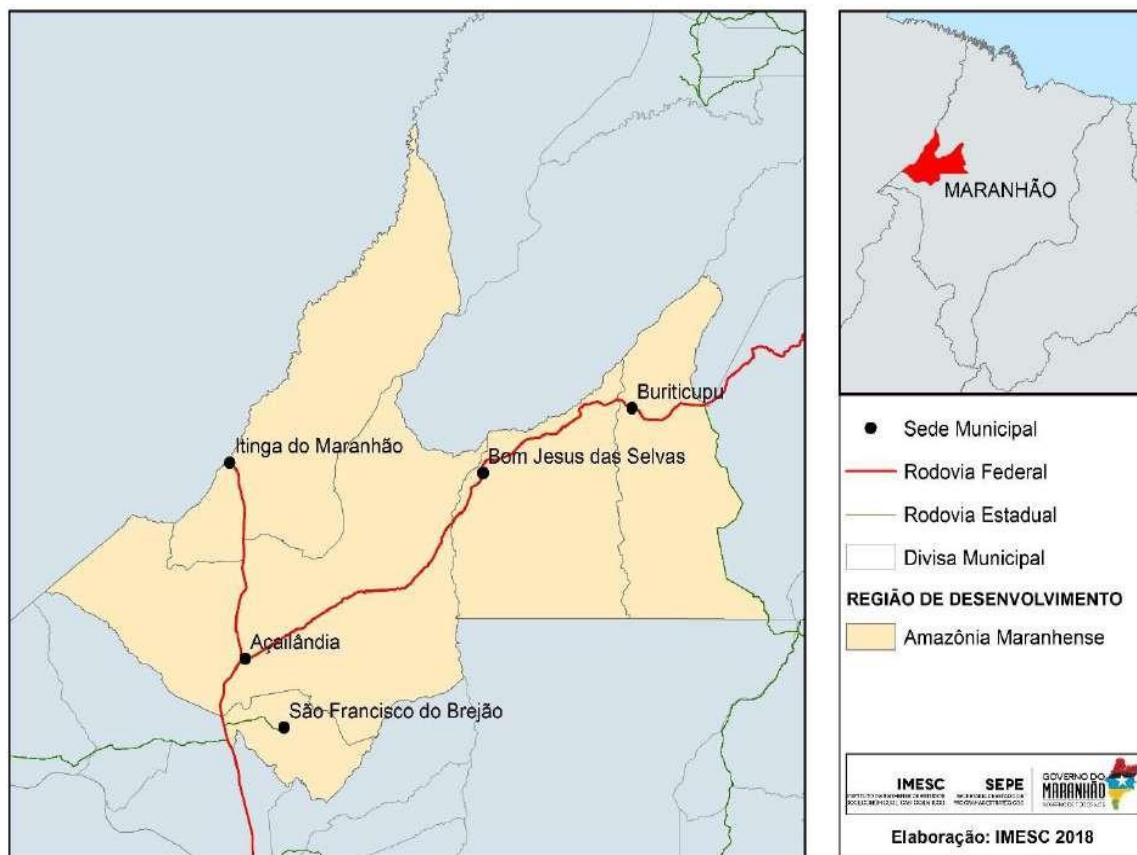 Itinga do Maranhão
Buriticupu
Bom Jesus das Selvas
Açailândia
São Francisco do Brejão
MARANHÃO
Sede Municipal
Rodovia Federal
Rodovia Estadual
Divisa Municipal
REGIÃO DE DESENVOLVIMENTO
Amazônia Maranhense
IMESC
SEPE
GOVERNO DO
MARANHÃO
Elaboração: IMESC 2018